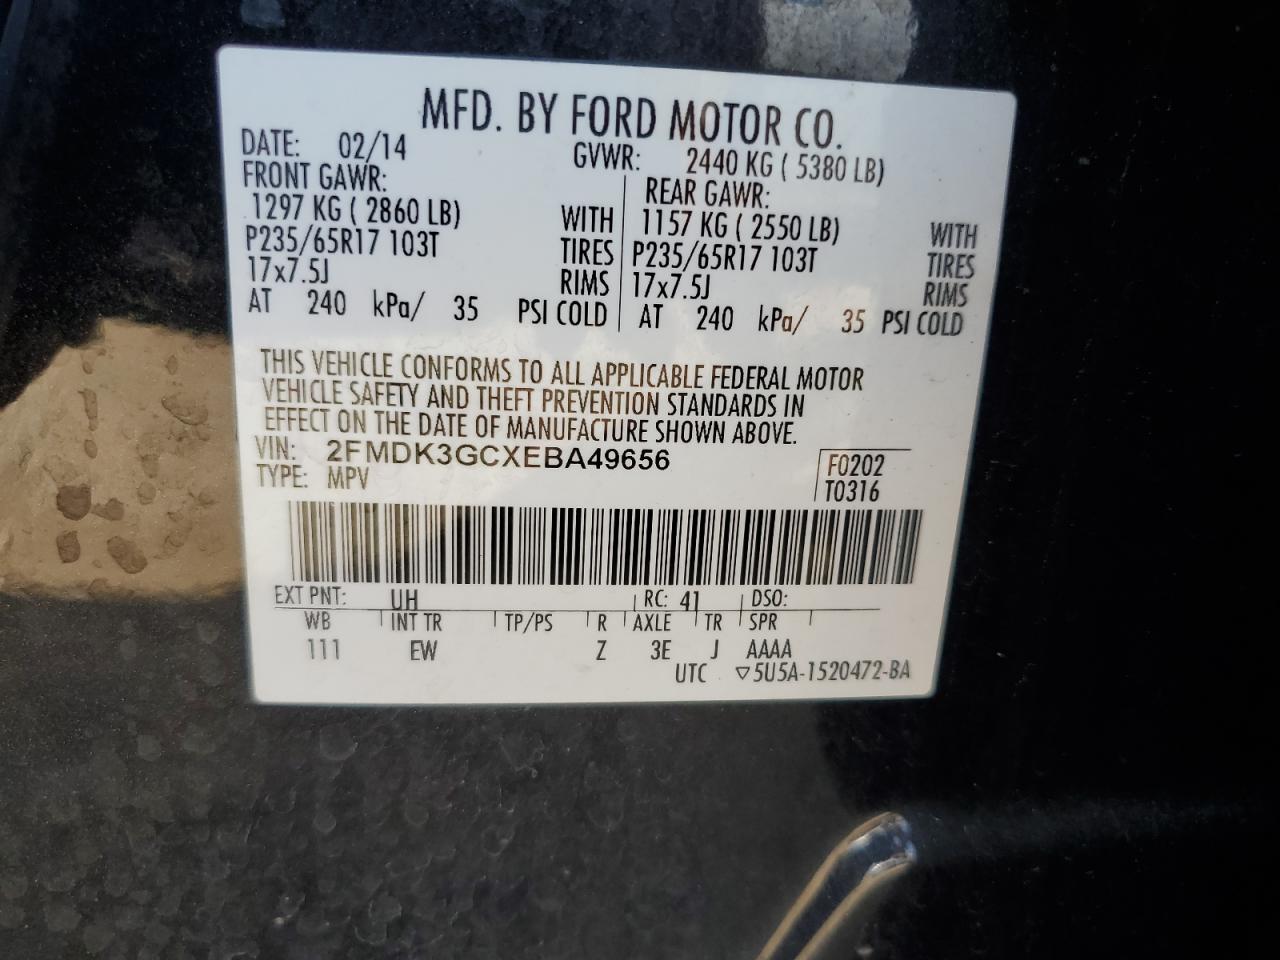 MFD. BY FORD MOTOR CO.
DATE: 02/14 GVWR: 2440 KG ( 5380 LB)
FRONT GAWR: REAR GAWR:
1297 KG ( 2860 LB) WITH 1157 KG ( 2550 LB) WITH
P235/65R17 103T TIRES P235/65R17 103T TIRES
17x7.5J RIMS 17x7.5J RIMS
AT 240 kPa/ 35 PSI COLD AT 240 kPa/ 35 PSI COLD
THIS VEHICLE CONFORMS TO ALL APPLICABLE FEDERAL MOTOR
VEHICLE SAFETY AND THEFT PREVENTION STANDARDS IN
EFFECT ON THE DATE OF MANUFACTURE SHOWN ABOVE.
VIN: 2FMDK3GCXEBA49656 F0202
TYPE: MPV T0316
EXT PNT: UH RC: 41 DSO:
WB INT TR TP/PS R AXLE TR SPR
111 EW Z 3E J AAAA
UTC ▽5U5A-1520472-BA